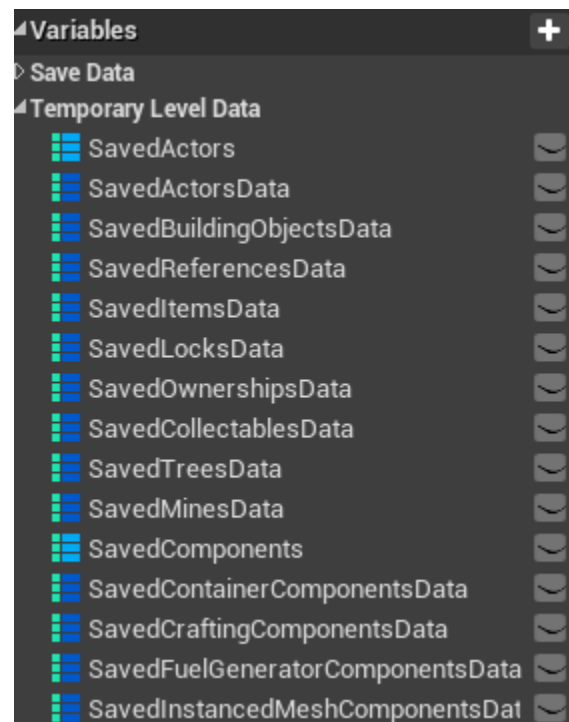 Variables
Save Data
Temporary Level Data
SavedActors
SavedActorsData
SavedBuildingObjectsData
SavedReferencesData
SavedItemsData
SavedLocksData
SavedOwnershipsData
SavedCollectablesData
SavedTreesData
SavedMinesData
SavedComponents
SavedContainerComponentsData
SavedCraftingComponentsData
SavedFuelGeneratorComponentsData
SavedInstancedMeshComponentsDat